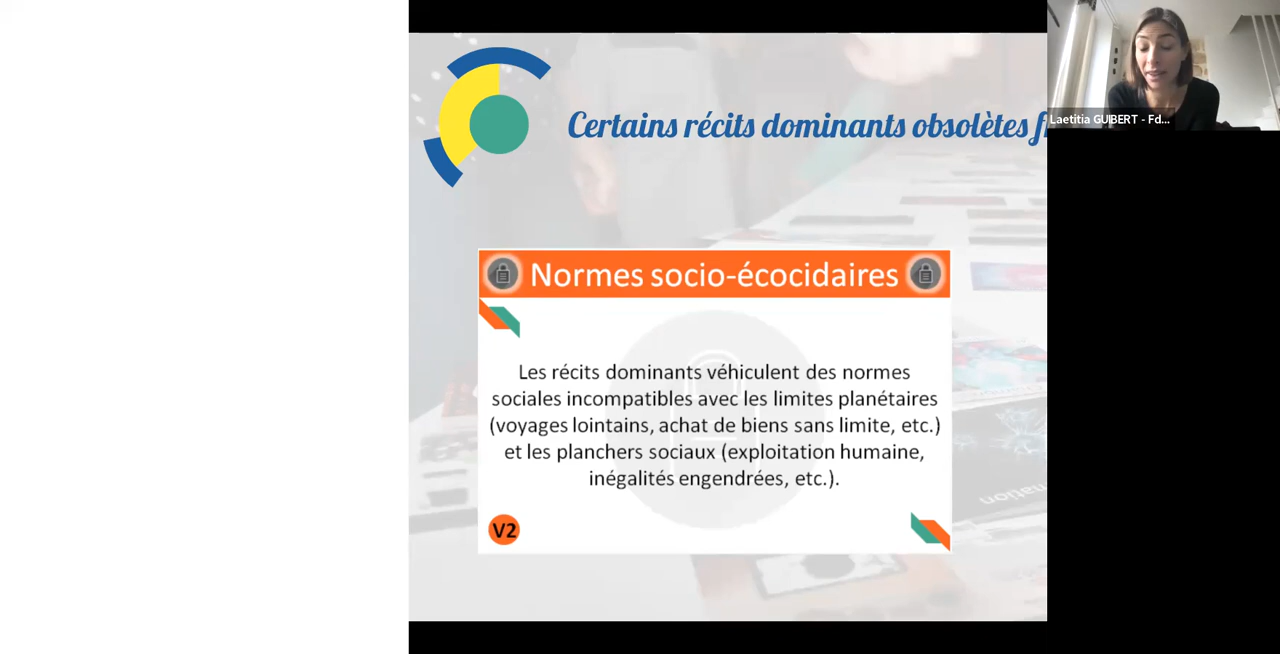 Certains récits dominants obsolètes f
Laetitia GUIBERT - Fd...
Normes socio-écocidaires
Les récits dominants véhiculent des normes
sociales incompatibles avec les limites planétaires
(voyages lointains, achat de biens sans limite, etc.)
et les planchers sociaux (exploitation humaine,
inégalités engendrées, etc.).
V2